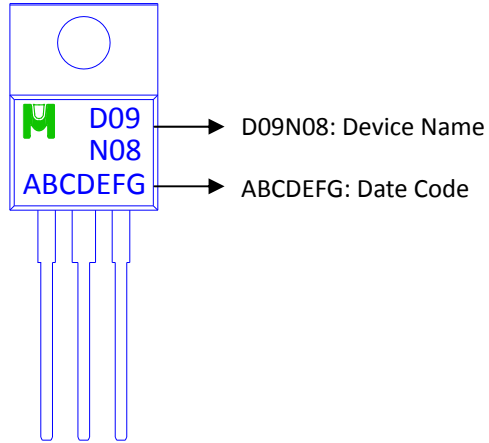 D09
N08
ABCDEFG
D09N08: Device Name
ABCDEFG: Date Code